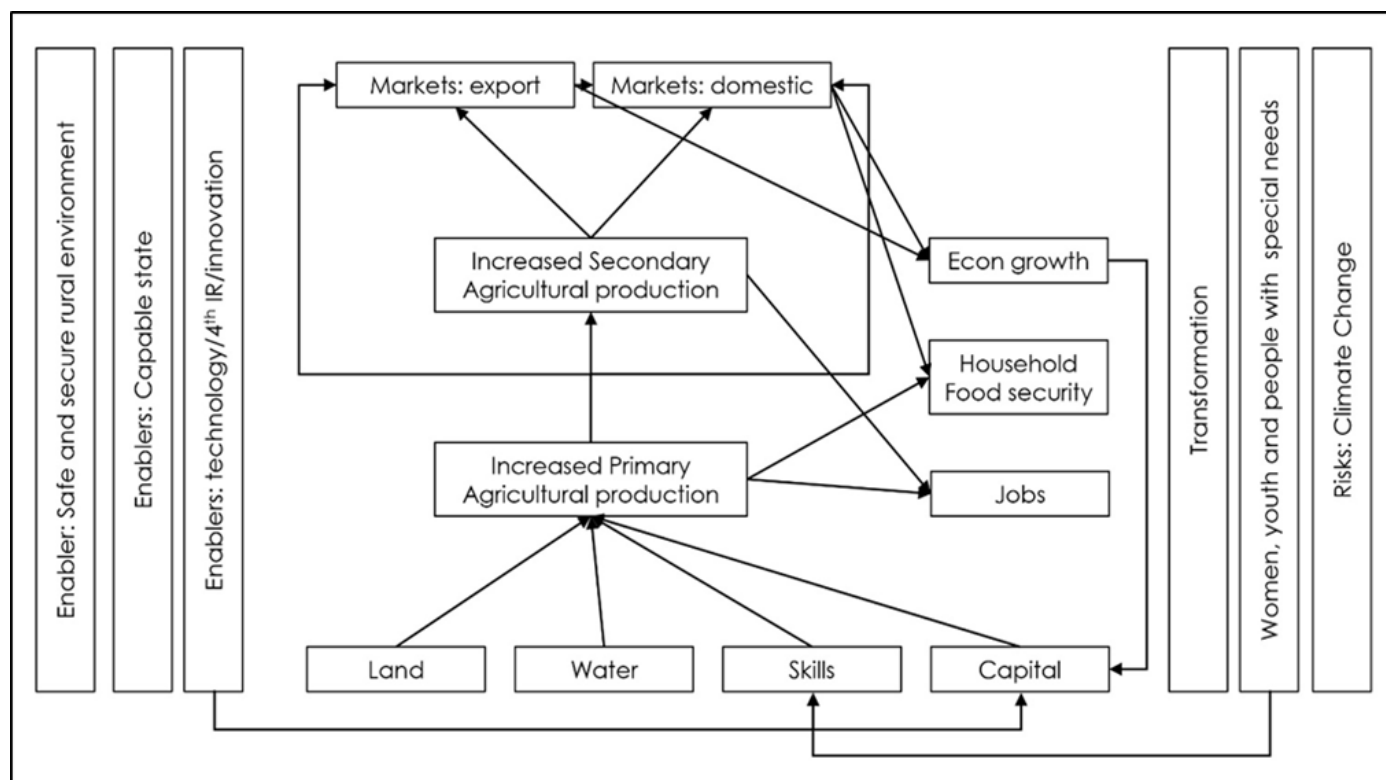 Enabler: Safe and secure rural environment
Enablers: Capable state
Enablers: technology/4th IR/innovation
Markets: export
Markets: domestic
Increased Secondary
Agricultural production
Econ growth
Household
Food security
Increased Primary
Agricultural production
Jobs
Land
Water
Skills
Capital
Transformation
Women, youth and people with special needs
Risks: Climate Change